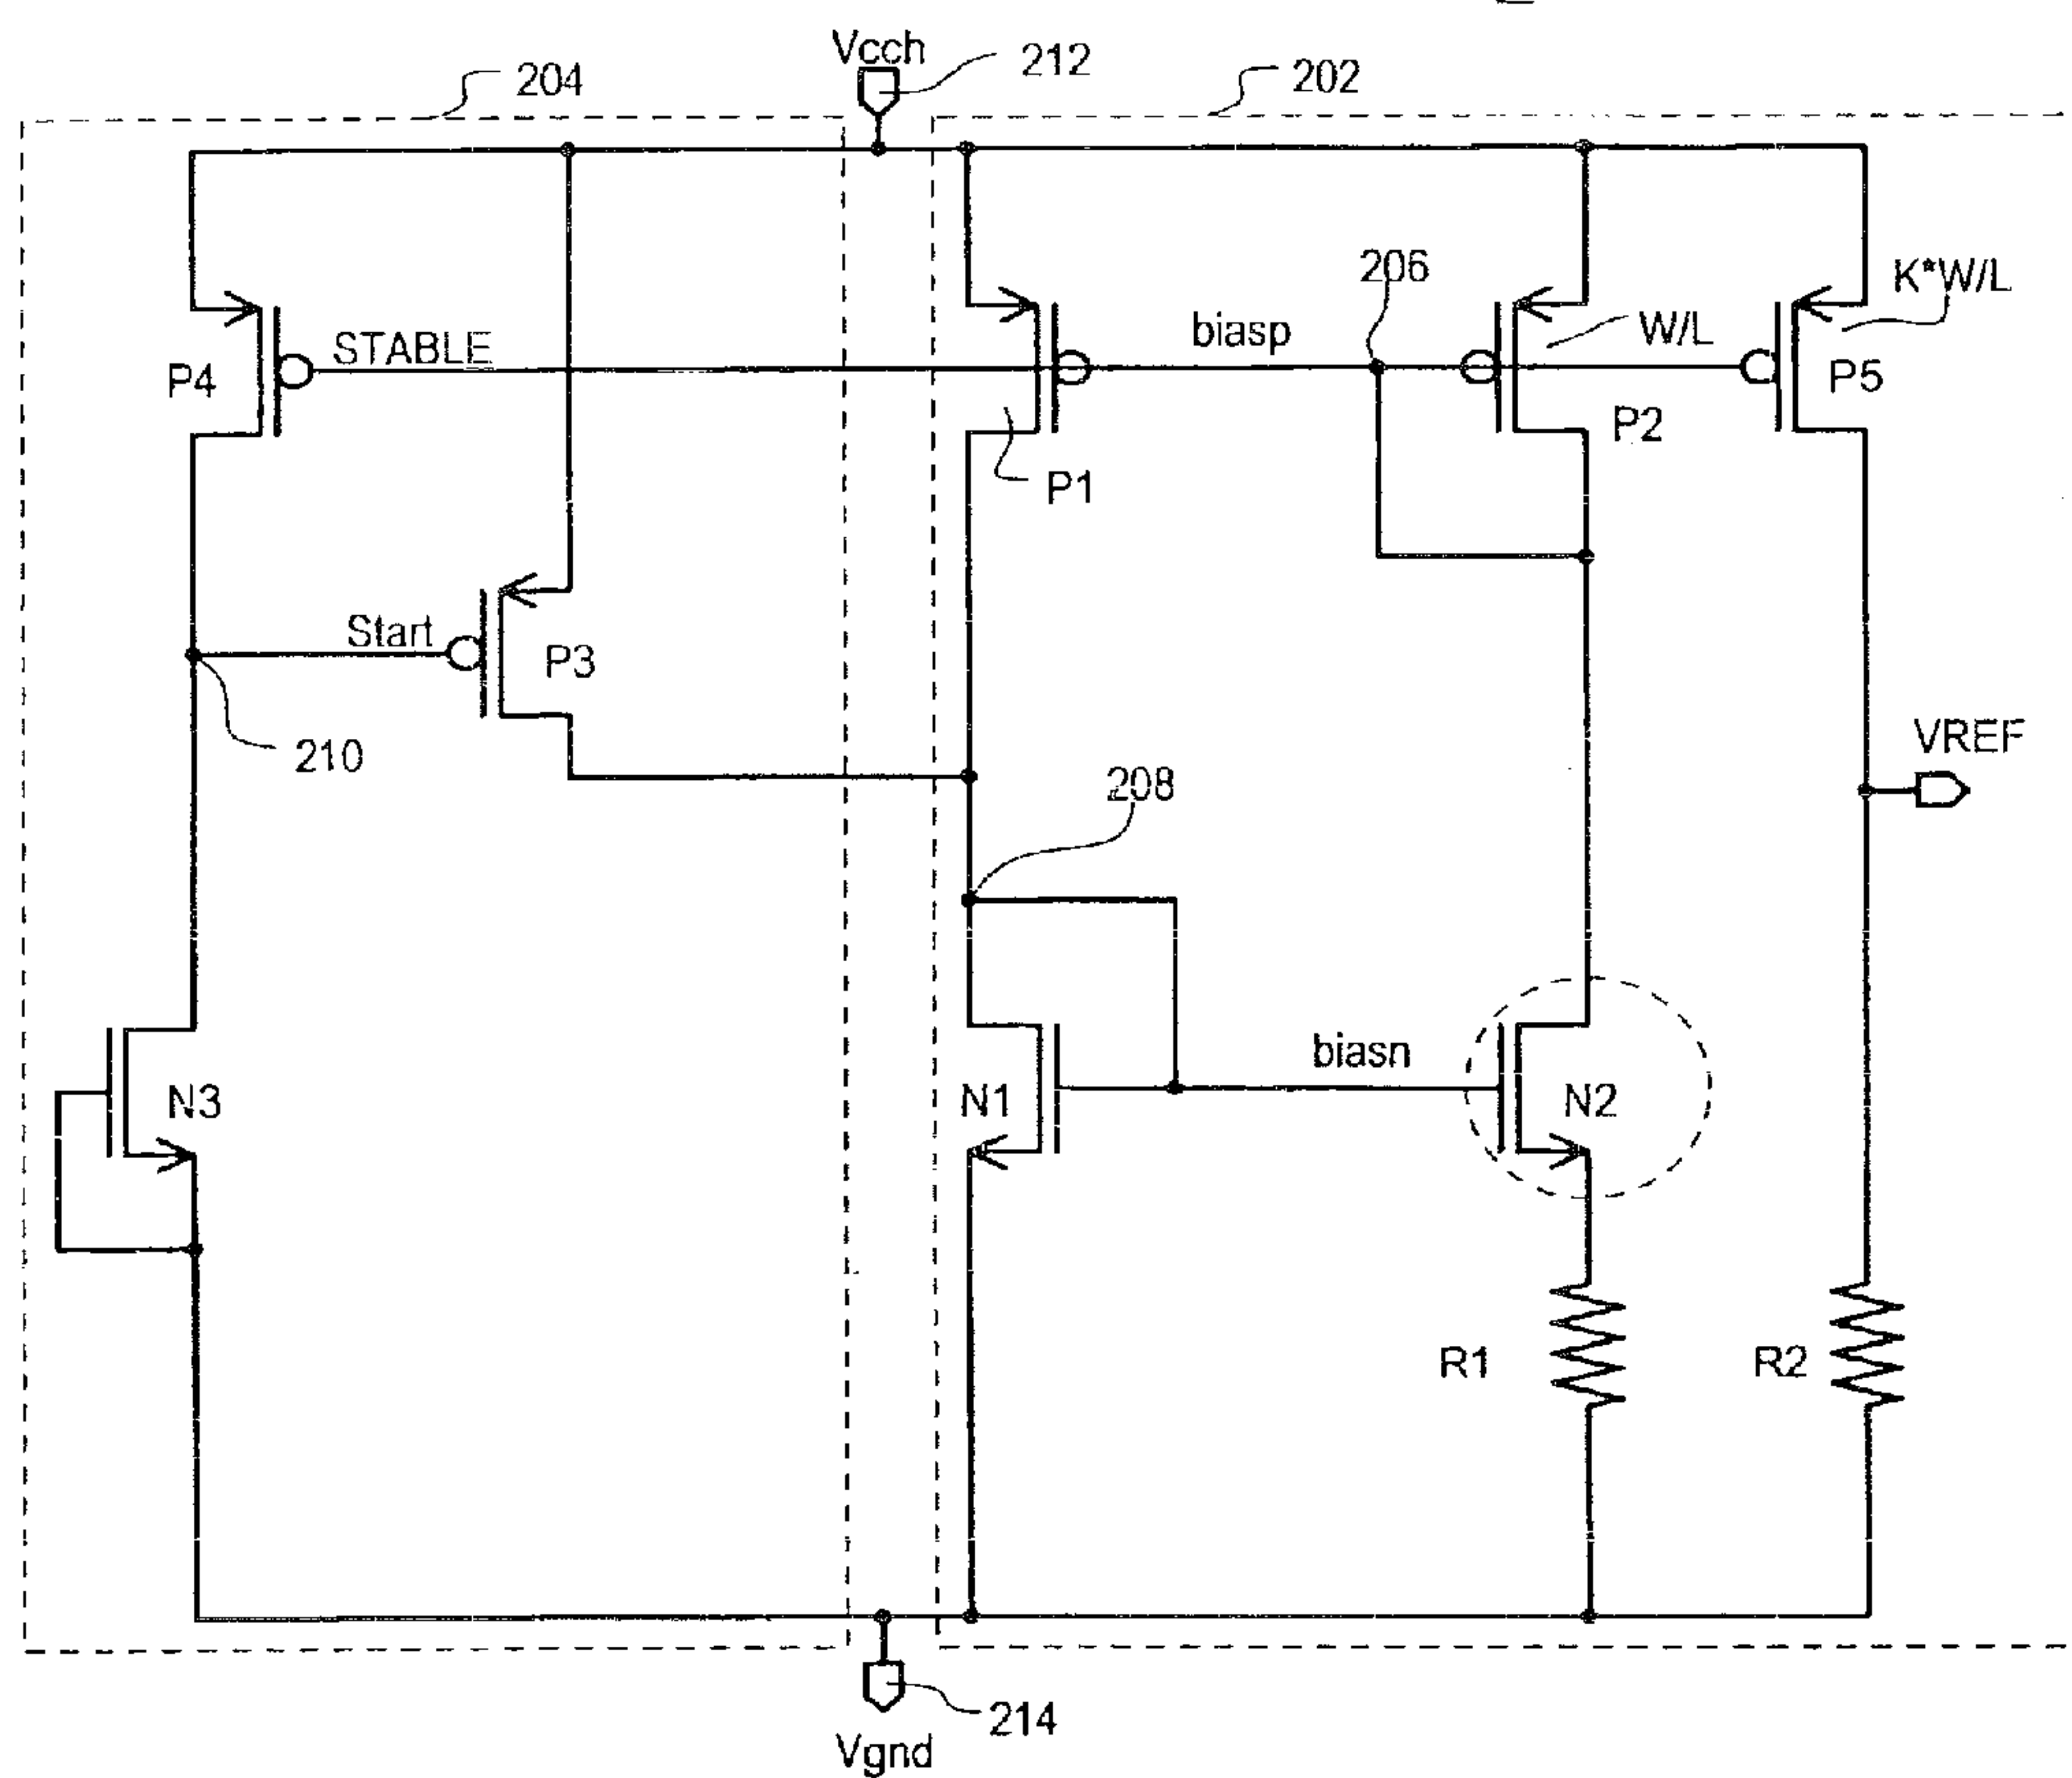 Vcch
212
204
202
206
K*W/L
biasp
W/L
STABLE
P4
P5
P2
P1
Start
P3
VREF
210
208
biasn
N3
N1
N2
R1
R2
214
Vgnd